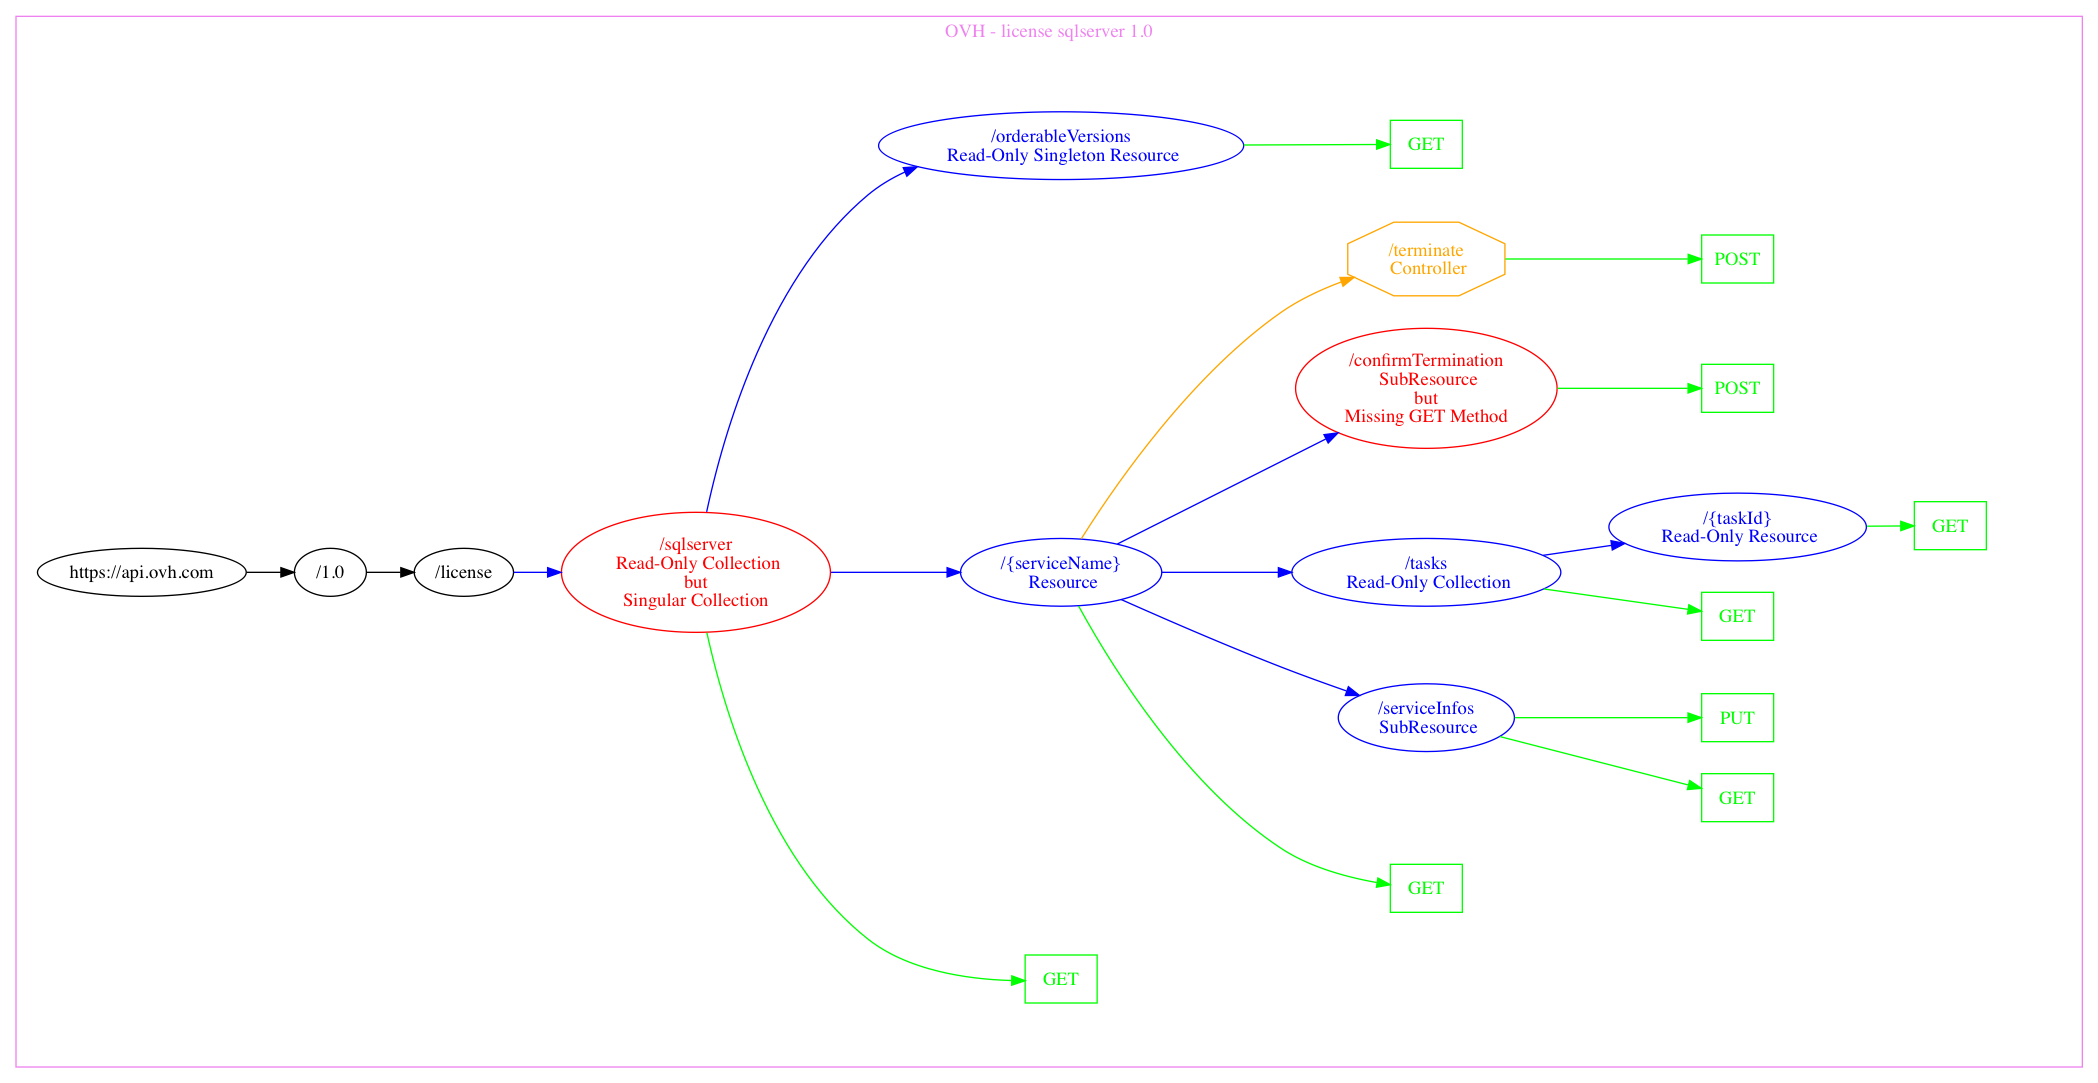 OVH - license sqlserver 1.0
/orderableVersions
Read-Only Singleton Resource
GET
/terminate
Controller
POST
/confirmTermination
SubResource
but
Missing GET Method
POST
https://api.ovh.com
/1.0
/license
/sqlserver
Read-Only Collection
but
Singular Collection
/{serviceName}
Resource
/tasks
Read-Only Collection
/{taskId}
Read-Only Resource
GET
GET
/serviceInfos
SubResource
PUT
GET
GET
GET